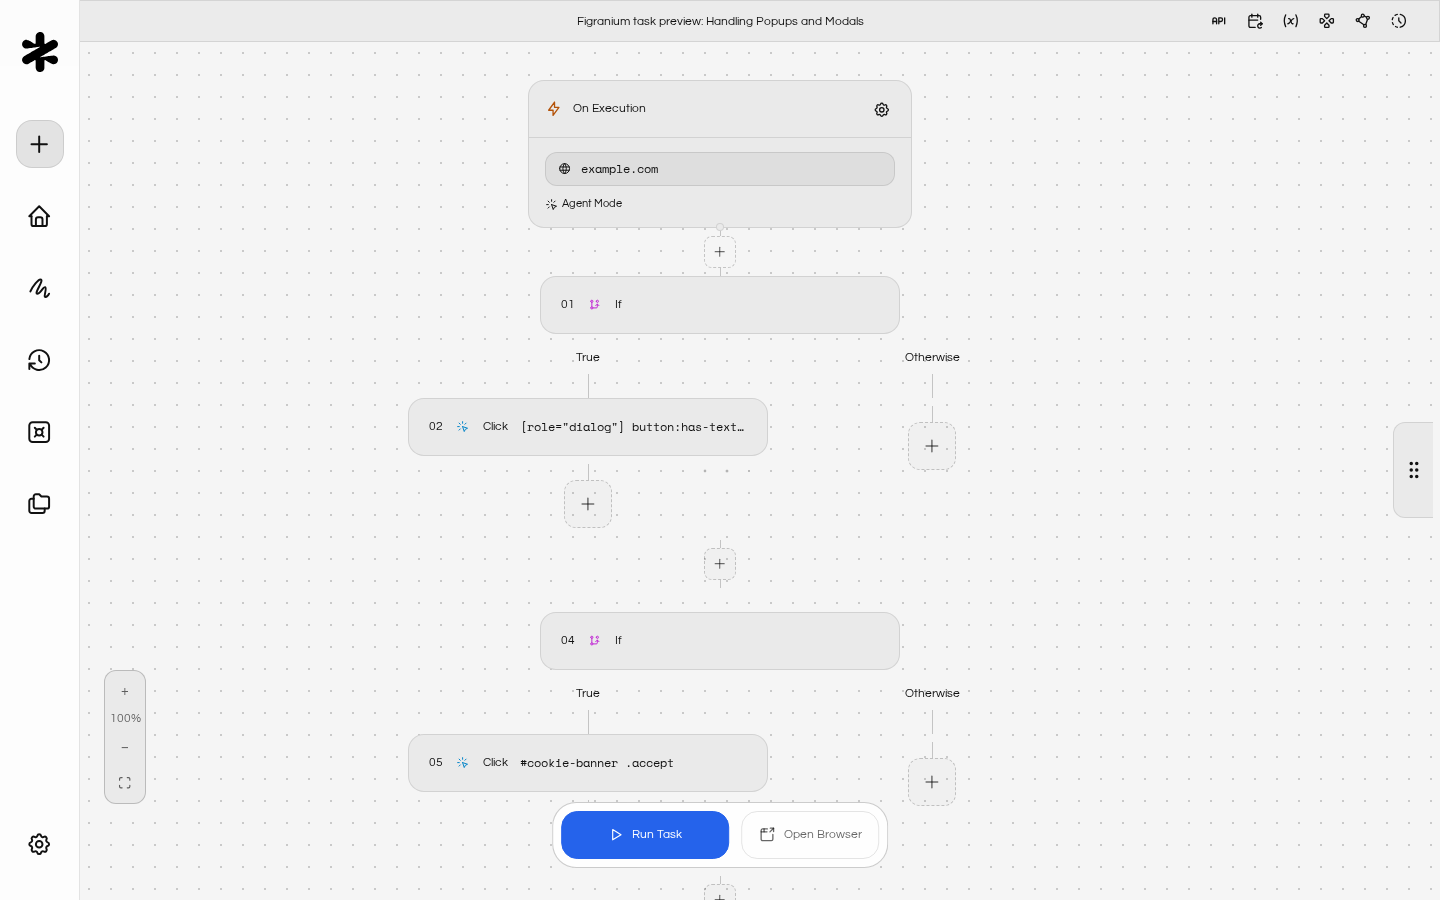 Figranium task preview: Handling Popups and Modals
API
(x)
On Execution
example.com
Agent Mode
01 If
True
Otherwise
02 Click [role="dialog"] button:has-text…
04 If
True
Otherwise
05 Click #cookie-banner .accept
100%
Run Task
Open Browser